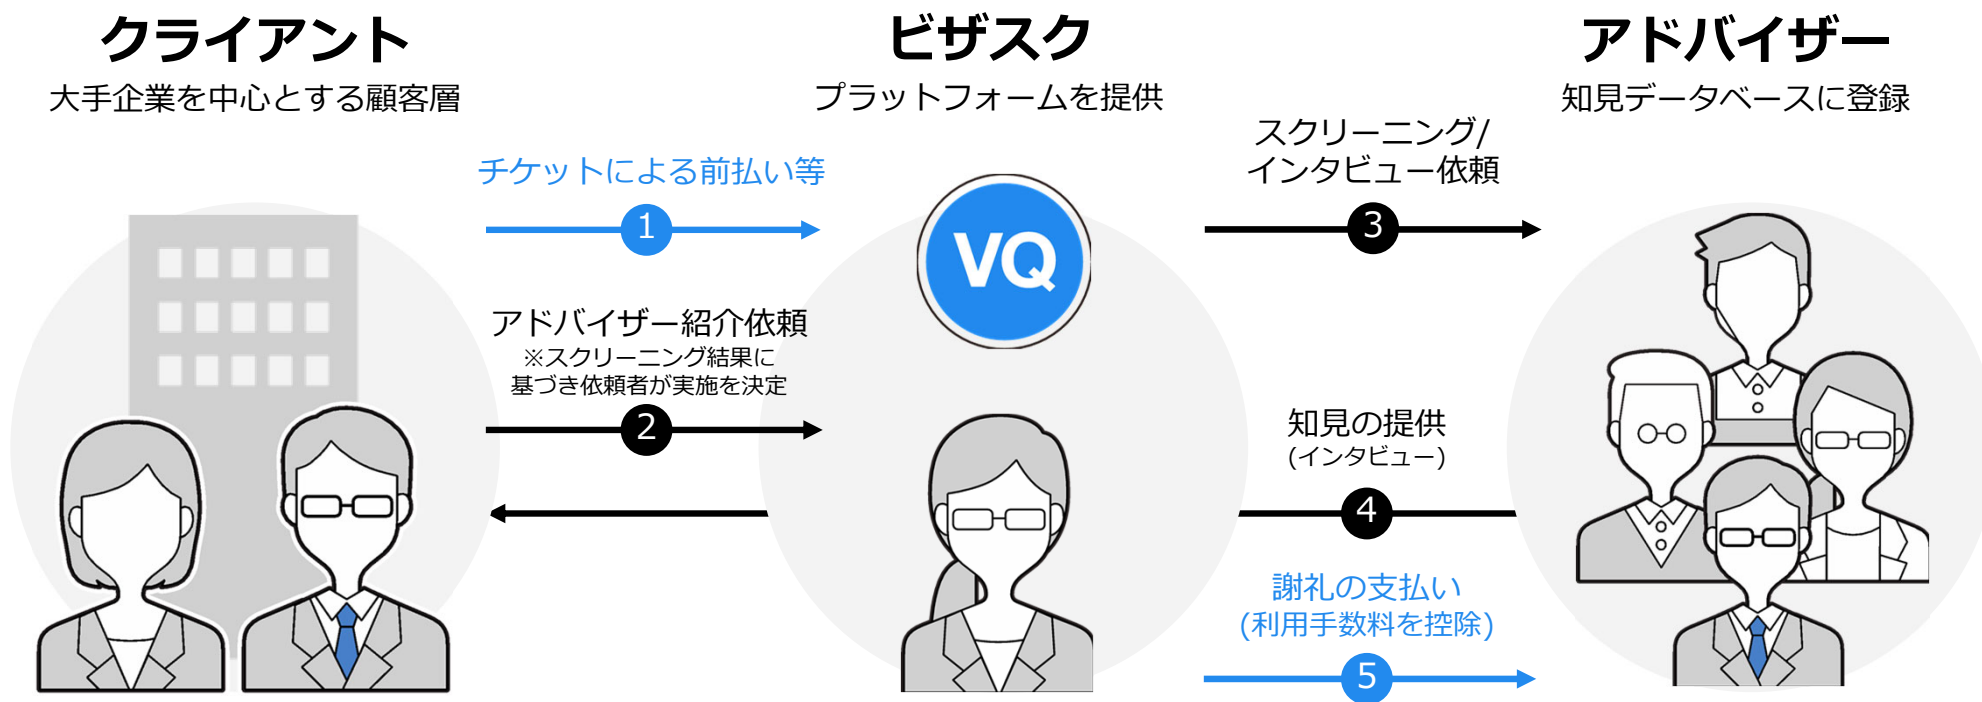 クライアント
大手企業を中心とする顧客層
ビザスク
プラットフォームを提供
アドバイザー
知見データベースに登録
チケットによる前払い等
1
アドバイザー紹介依頼
※スクリーニング結果に
基づき依頼者が実施を決定
2
VQ
スクリーニング/
インタビュー依頼
3
知見の提供
(インタビュー)
4
謝礼の支払い
(利用手数料を控除)
5